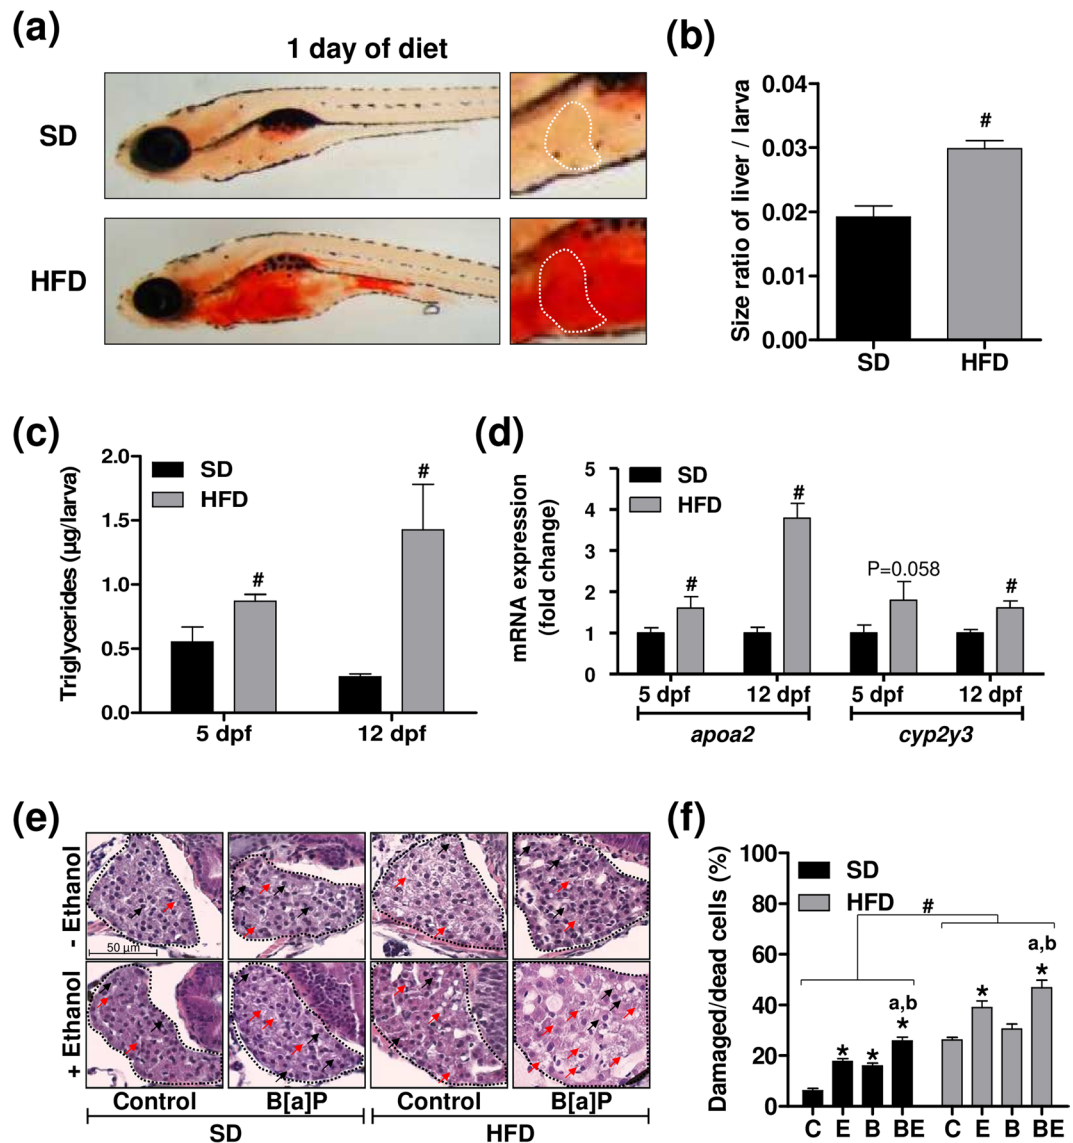 (a)
1 day of diet
SD
HFD
(b)
Size ratio of liver / larva
0.04
0.03
0.02
0.01
0.00
#
SD
HFD
(c)
Triglycerides (µg/larva)
2.0
1.5
1.0
0.5
0.0
SD
HFD
#
#
5 dpf
12 dpf
(d)
mRNA expression
(fold change)
5
4
3
2
1
0
SD
HFD
#
#
P=0.058
#
5 dpf
12 dpf
5 dpf
12 dpf
apoa2
cyp2y3
(e)
- Ethanol
+ Ethanol
50 µm
Control
B[a]P
Control
B[a]P
SD
HFD
(f)
Damaged/dead cells (%)
100
80
60
40
20
0
SD
HFD
#
*
*
a,b
*
*
a,b
*
C E B BE C E B BE